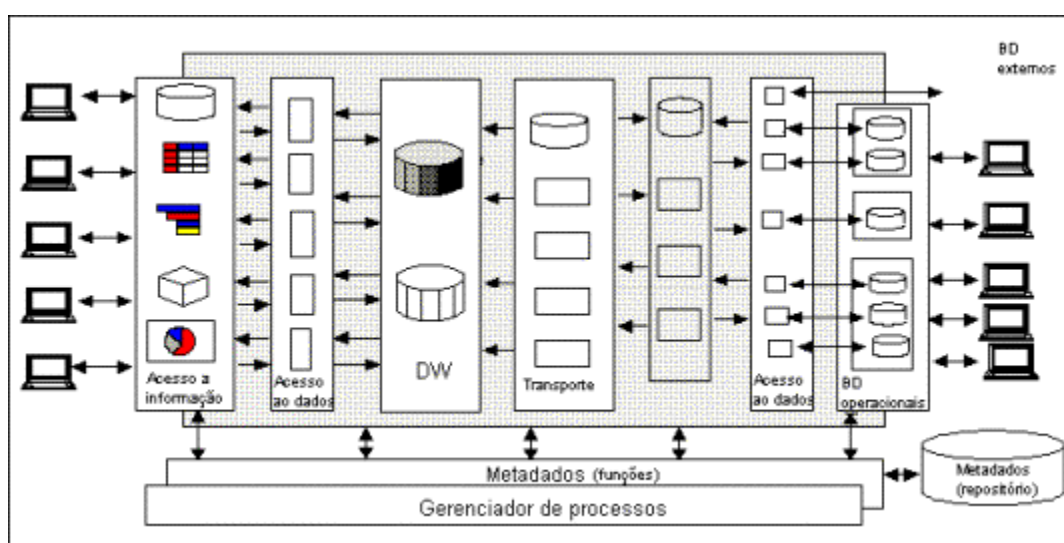 BD
externos
Acesso a
informação
Acesso
ao dados
DW
Transporte
Acesso
ao dados
BD
operacionais
Metadados (funções)
Gerenciador de processos
Metadados
(repositório)